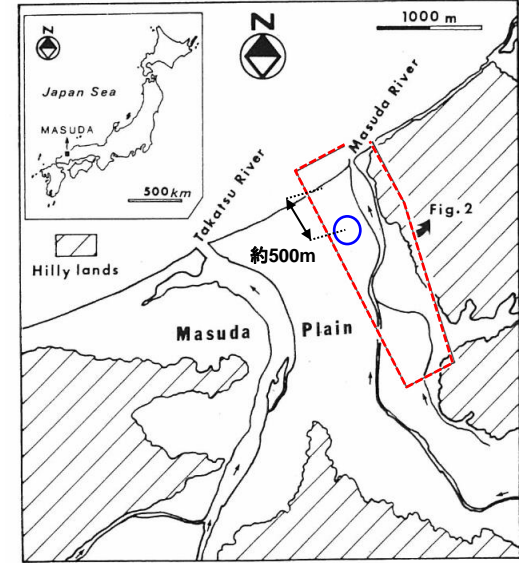 N
Japan Sea
MASUDA
500km
Hilly lands
N
1000 m
Masuda River
Takatsu River
Fig. 2
約500m
Masuda Plain